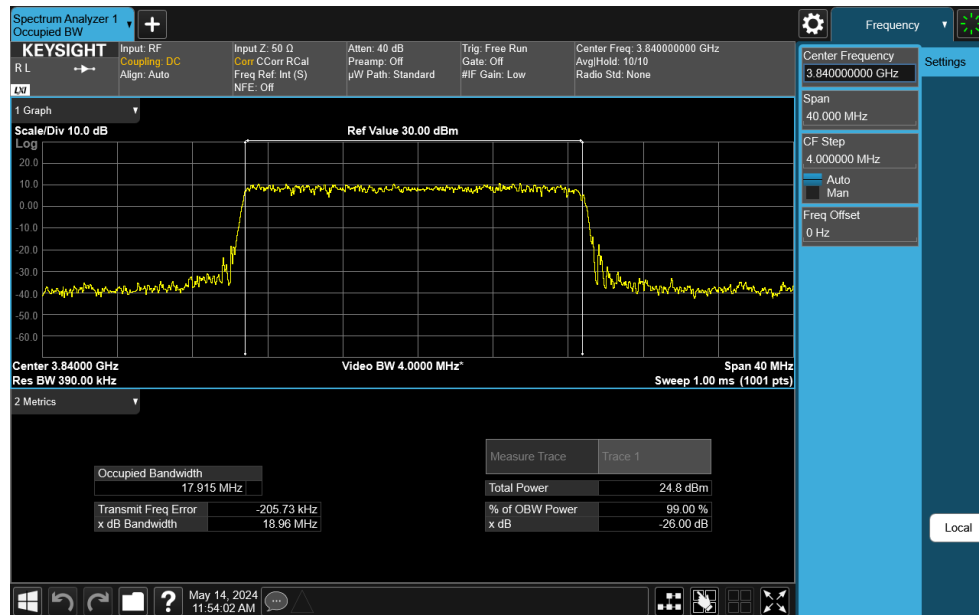 Spectrum Analyzer 1
Occupied BW
KEYSIGHT
R L
LXI
Input: RF
Coupling: DC
Align: Auto
Input Z: 50 Ω
Corr CCorr RCal
Freq Ref: Int (S)
NFE: Off
Atten: 40 dB
Preamp: Off
µW Path: Standard
Trig: Free Run
Gate: Off
#IF Gain: Low
Center Freq: 3.840000000 GHz
Avg|Hold: 10/10
Radio Std: None
1 Graph
Scale/Div 10.0 dB
Ref Value 30.00 dBm
Log
20.0
10.0
0.00
-10.0
-20.0
-30.0
-40.0
-50.0
-60.0
Center 3.84000 GHz
Video BW 4.0000 MHz*
Span 40 MHz
Res BW 390.00 kHz
Sweep 1.00 ms (1001 pts)
2 Metrics
Occupied Bandwidth
17.915 MHz
Transmit Freq Error -205.73 kHz
x dB Bandwidth 18.96 MHz
Measure Trace Trace 1
Total Power 24.8 dBm
% of OBW Power 99.00 %
x dB -26.00 dB
Frequency
Settings
Center Frequency
3.840000000 GHz
Span
40.000 MHz
CF Step
4.000000 MHz
Auto
Man
Freq Offset
0 Hz
Local
?
May 14, 2024
11:54:02 AM